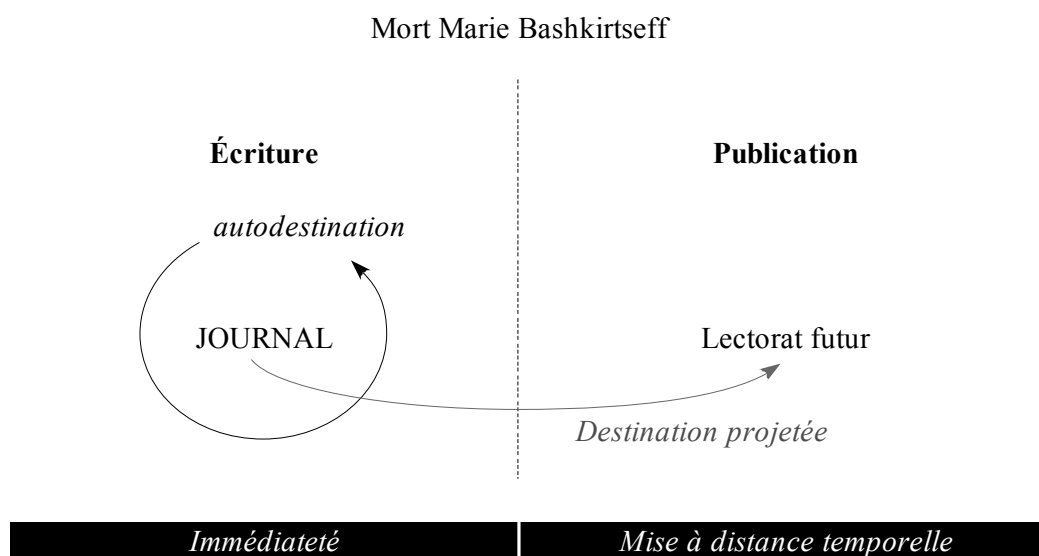 Mort Marie Bashkirtseff
Écriture
Publication
autodestination
JOURNAL
Lectorat futur
Destination projetée
Immédiateté
Mise à distance temporelle